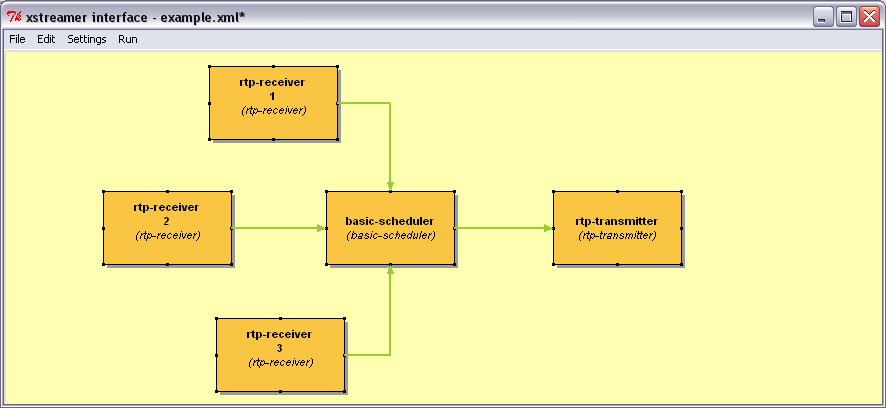 xstreamer interface - example.xml*
File Edit Settings Run
rtp-receiver
1
(rtp-receiver)
rtp-receiver
2
(rtp-receiver)
basic-scheduler
(basic-scheduler)
rtp-transmitter
(rtp-transmitter)
rtp-receiver
3
(rtp-receiver)